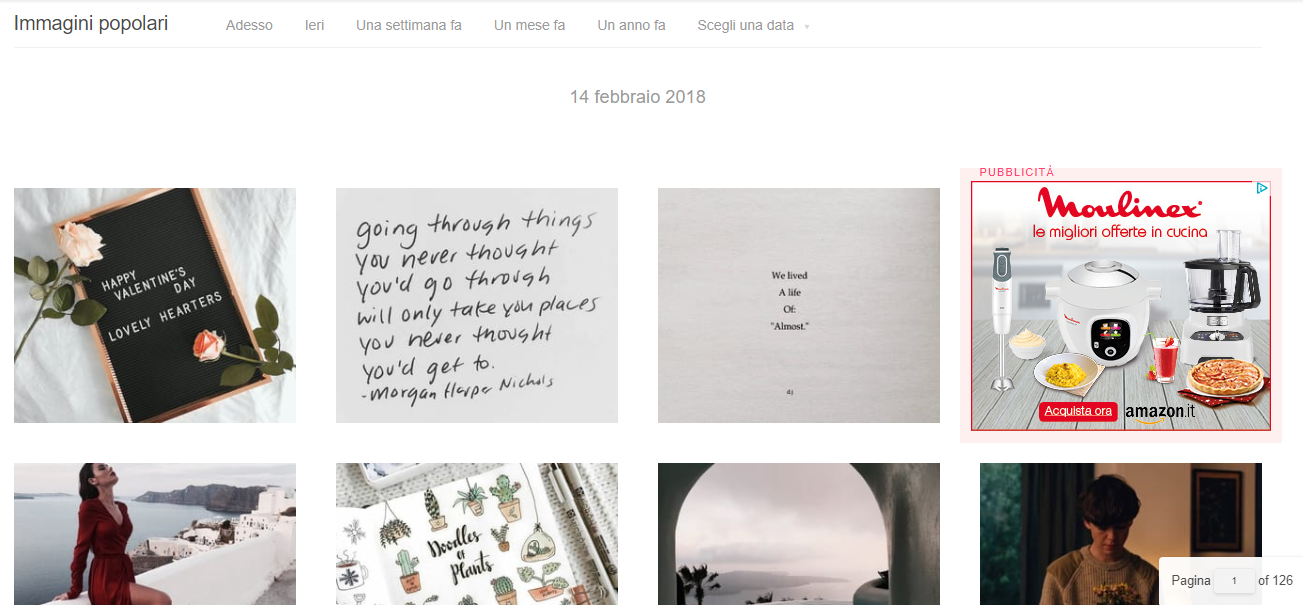 Immagini popolari
Adesso
Ieri
Una settimana fa
Un mese fa
Un anno fa
Scegli una data
14 febbraio 2018
HAPPY
VALENTINE'S
DAY
LOVELY HEARTERS
going through things
you never thought
you'd go through
will only take you places
you never thought
you'd get to.
-Morgan Harper Nichols
We lived
A life
Of:
"Almost."
PUBBLICITÀ
Moulinex
le migliori offerte in cucina
Acquista ora
amazon.it
Doodles
of
Plants
Pagina 1 of 126